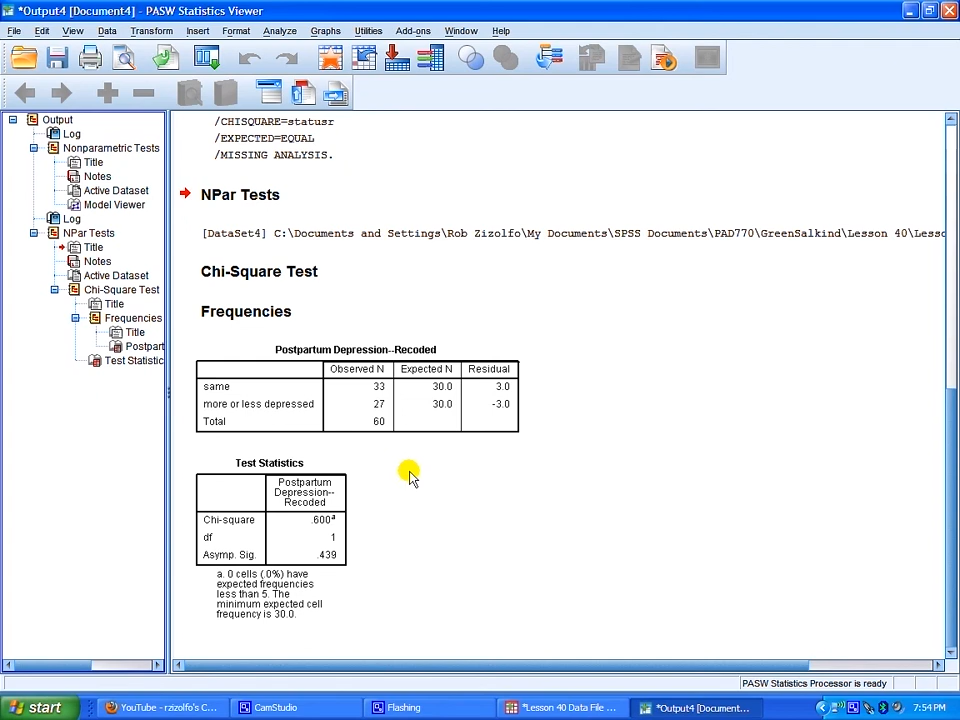 *Output4 [Document4] - PASW Statistics Viewer
File Edit View Data Transform Insert Format Analyze Graphs Utilities Add-ons Window Help
Output
Log
Nonparametric Tests
Title
Notes
Active Dataset
Model Viewer
Log
NPar Tests
Title
Notes
Active Dataset
Chi-Square Test
Title
Frequencies
Title
Postpart
Test Statistic
/CHISQUARE=statusr
/EXPECTED=EQUAL
/MISSING ANALYSIS.
NPar Tests
[DataSet4] C:\Documents and Settings\Rob Zizolfo\My Documents\SPSS Documents\PAD770\GreenSalkind\Lesson 40\Lesso
Chi-Square Test
Frequencies
Postpartum Depression--Recoded
Observed N Expected N Residual
same 33 30.0 3.0
more or less depressed 27 30.0 -3.0
Total 60
Test Statistics
Postpartum
Depression--
Recoded
Chi-square .600a
df 1
Asymp. Sig. .439
a. 0 cells (.0%) have
expected frequencies
less than 5. The
minimum expected cell
frequency is 30.0.
PASW Statistics Processor is ready
start YouTube - rzizolfo's C... CamStudio Flashing *Lesson 40 Data File ... *Output4 [Document... 7:54PM